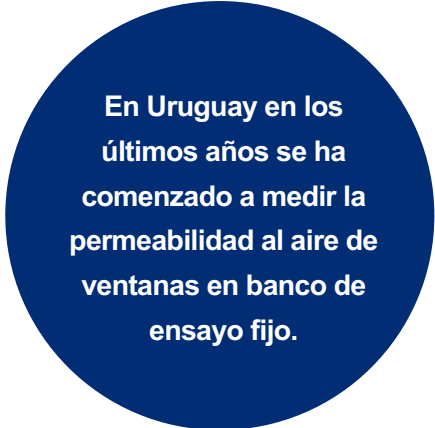 En Uruguay en los
últimos años se ha
comenzado a medir la
permeabilidad al aire de
ventanas en banco de
ensayo fijo.